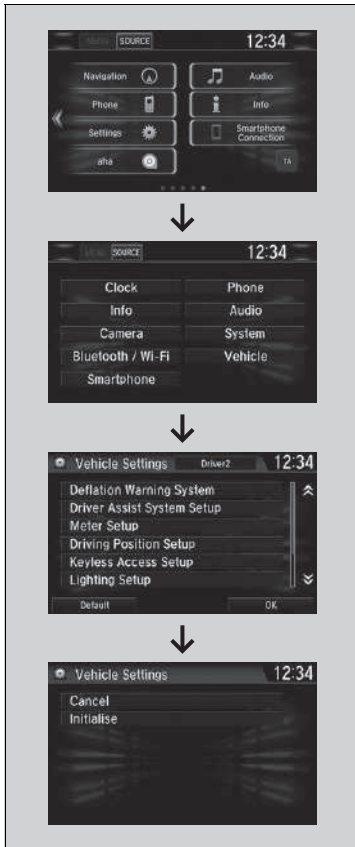 SOURCE 12:34
Navigation Audio
Phone Info
Settings Smartphone Connection
aha TA
SOURCE 12:34
Clock Phone
Info Audio
Camera System
Bluetooth / Wi-Fi Vehicle
Smartphone
Vehicle Settings Driver2 12:34
Deflation Warning System
Driver Assist System Setup
Meter Setup
Driving Position Setup
Keyless Access Setup
Lighting Setup
Default OK
Vehicle Settings 12:34
Cancel
Initialise